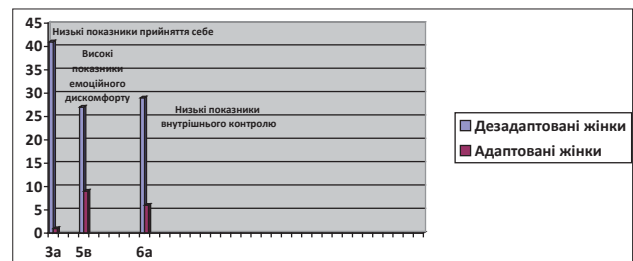 45
40
35
30
25
20
15
10
5
0
Низькі показники прийняття себе
Високі
показники
емоційного
дискомфорту
Низькі показники
внутрішнього контролю
3а
5в
6а
Дезадаптовані жінки
Адаптовані жінки